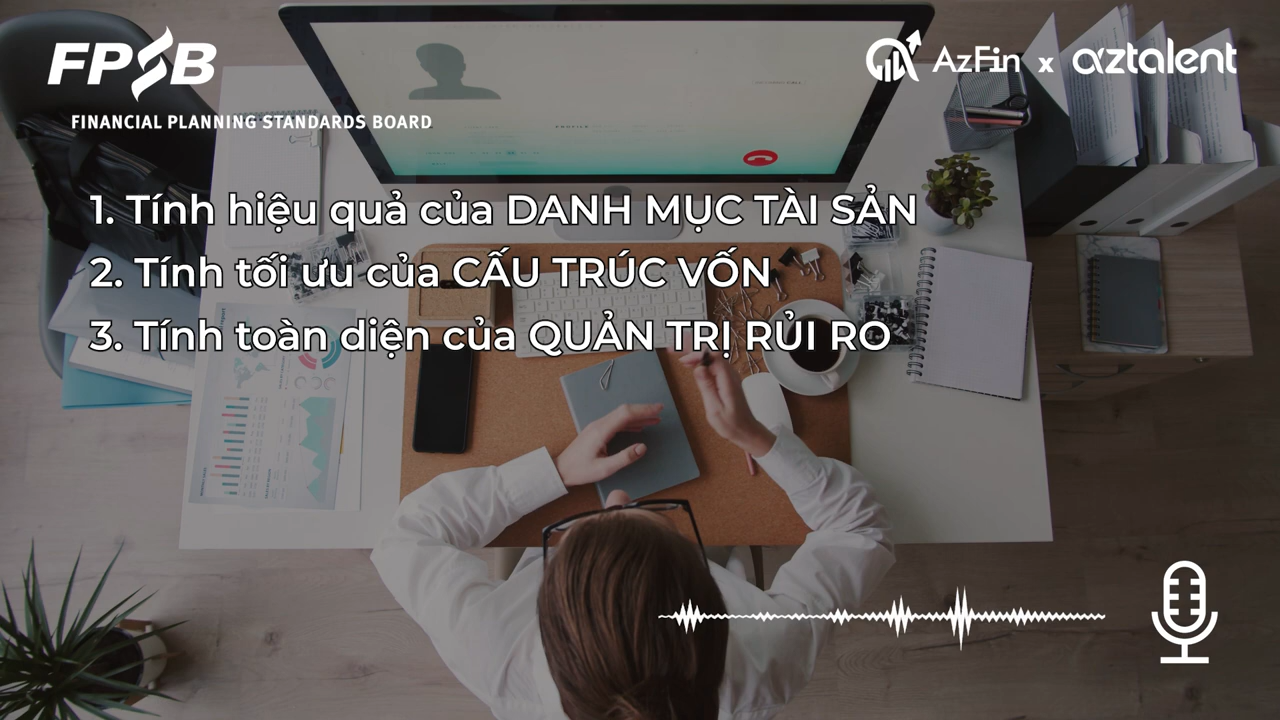 FPSB
FINANCIAL PLANNING STANDARDS BOARD
AzFin x aztalent
1. Tính hiệu quả của DANH MỤC TÀI SẢN
2. Tính tối ưu của CẤU TRÚC VỐN
3. Tính toàn diện của QUẢN TRỊ RỦI RO